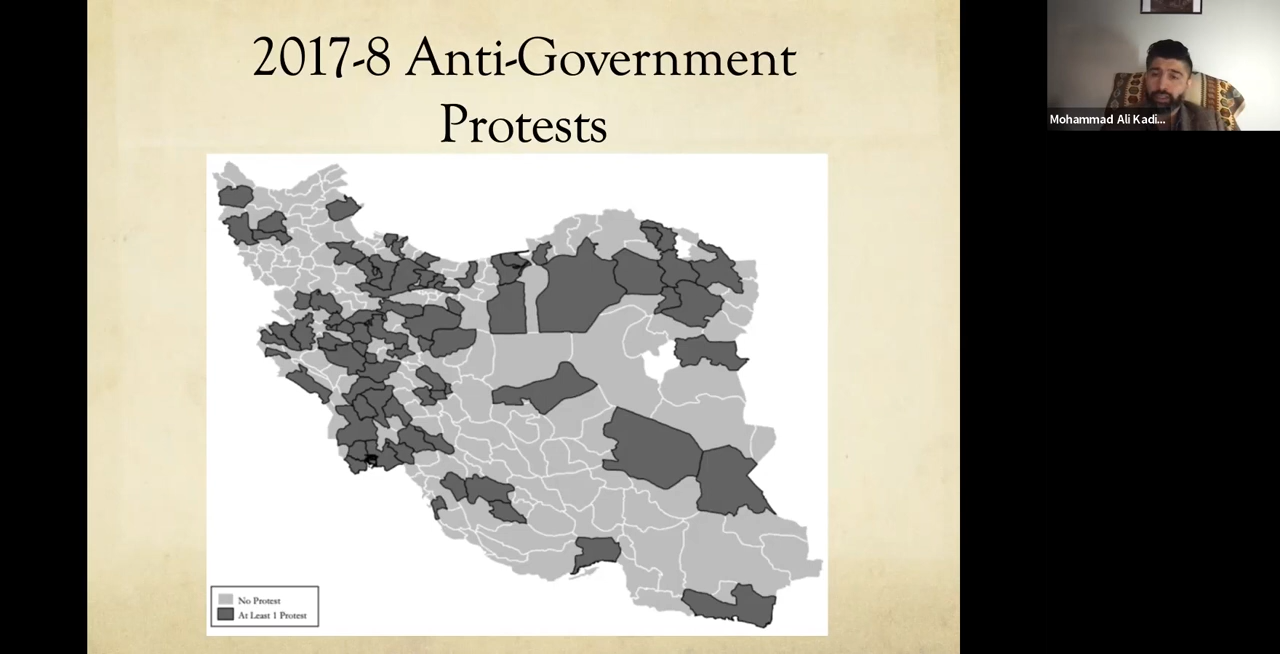 2017-8 Anti-Government
Protests
Mohammad Ali Kadi...
No Protest
At Least 1 Protest